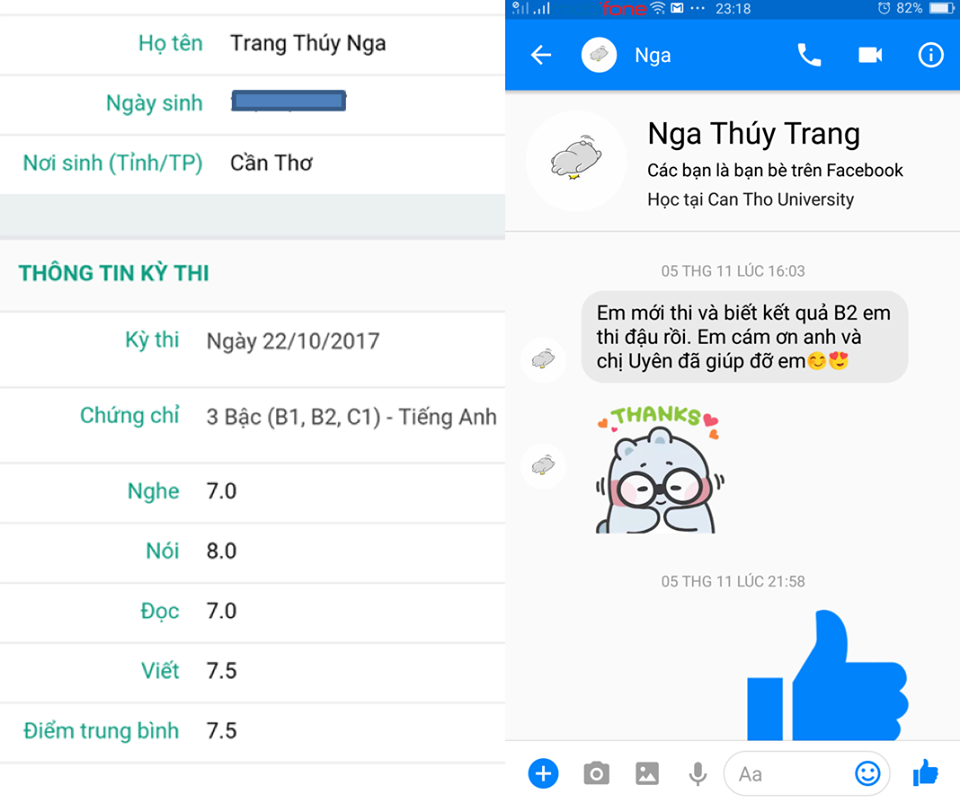 Họ tên Trang Thúy Nga
Ngày sinh
Nơi sinh (Tỉnh/TP) Cần Thơ
THÔNG TIN KỲ THI
Kỳ thi Ngày 22/10/2017
Chứng chỉ 3 Bậc (B1, B2, C1) - Tiếng Anh
Nghe 7.0
Nói 8.0
Đọc 7.0
Viết 7.5
Điểm trung bình 7.5
fone 23:18 82%
Nga
Nga Thúy Trang
Các bạn là bạn bè trên Facebook
Học tại Can Tho University
05 THG 11 LÚC 16:03
Em mới thi và biết kết quả B2 em
thi đậu rồi. Em cám ơn anh và
chị Uyên đã giúp đỡ em😊😍
THANKS
05 THG 11 LÚC 21:58
Aa